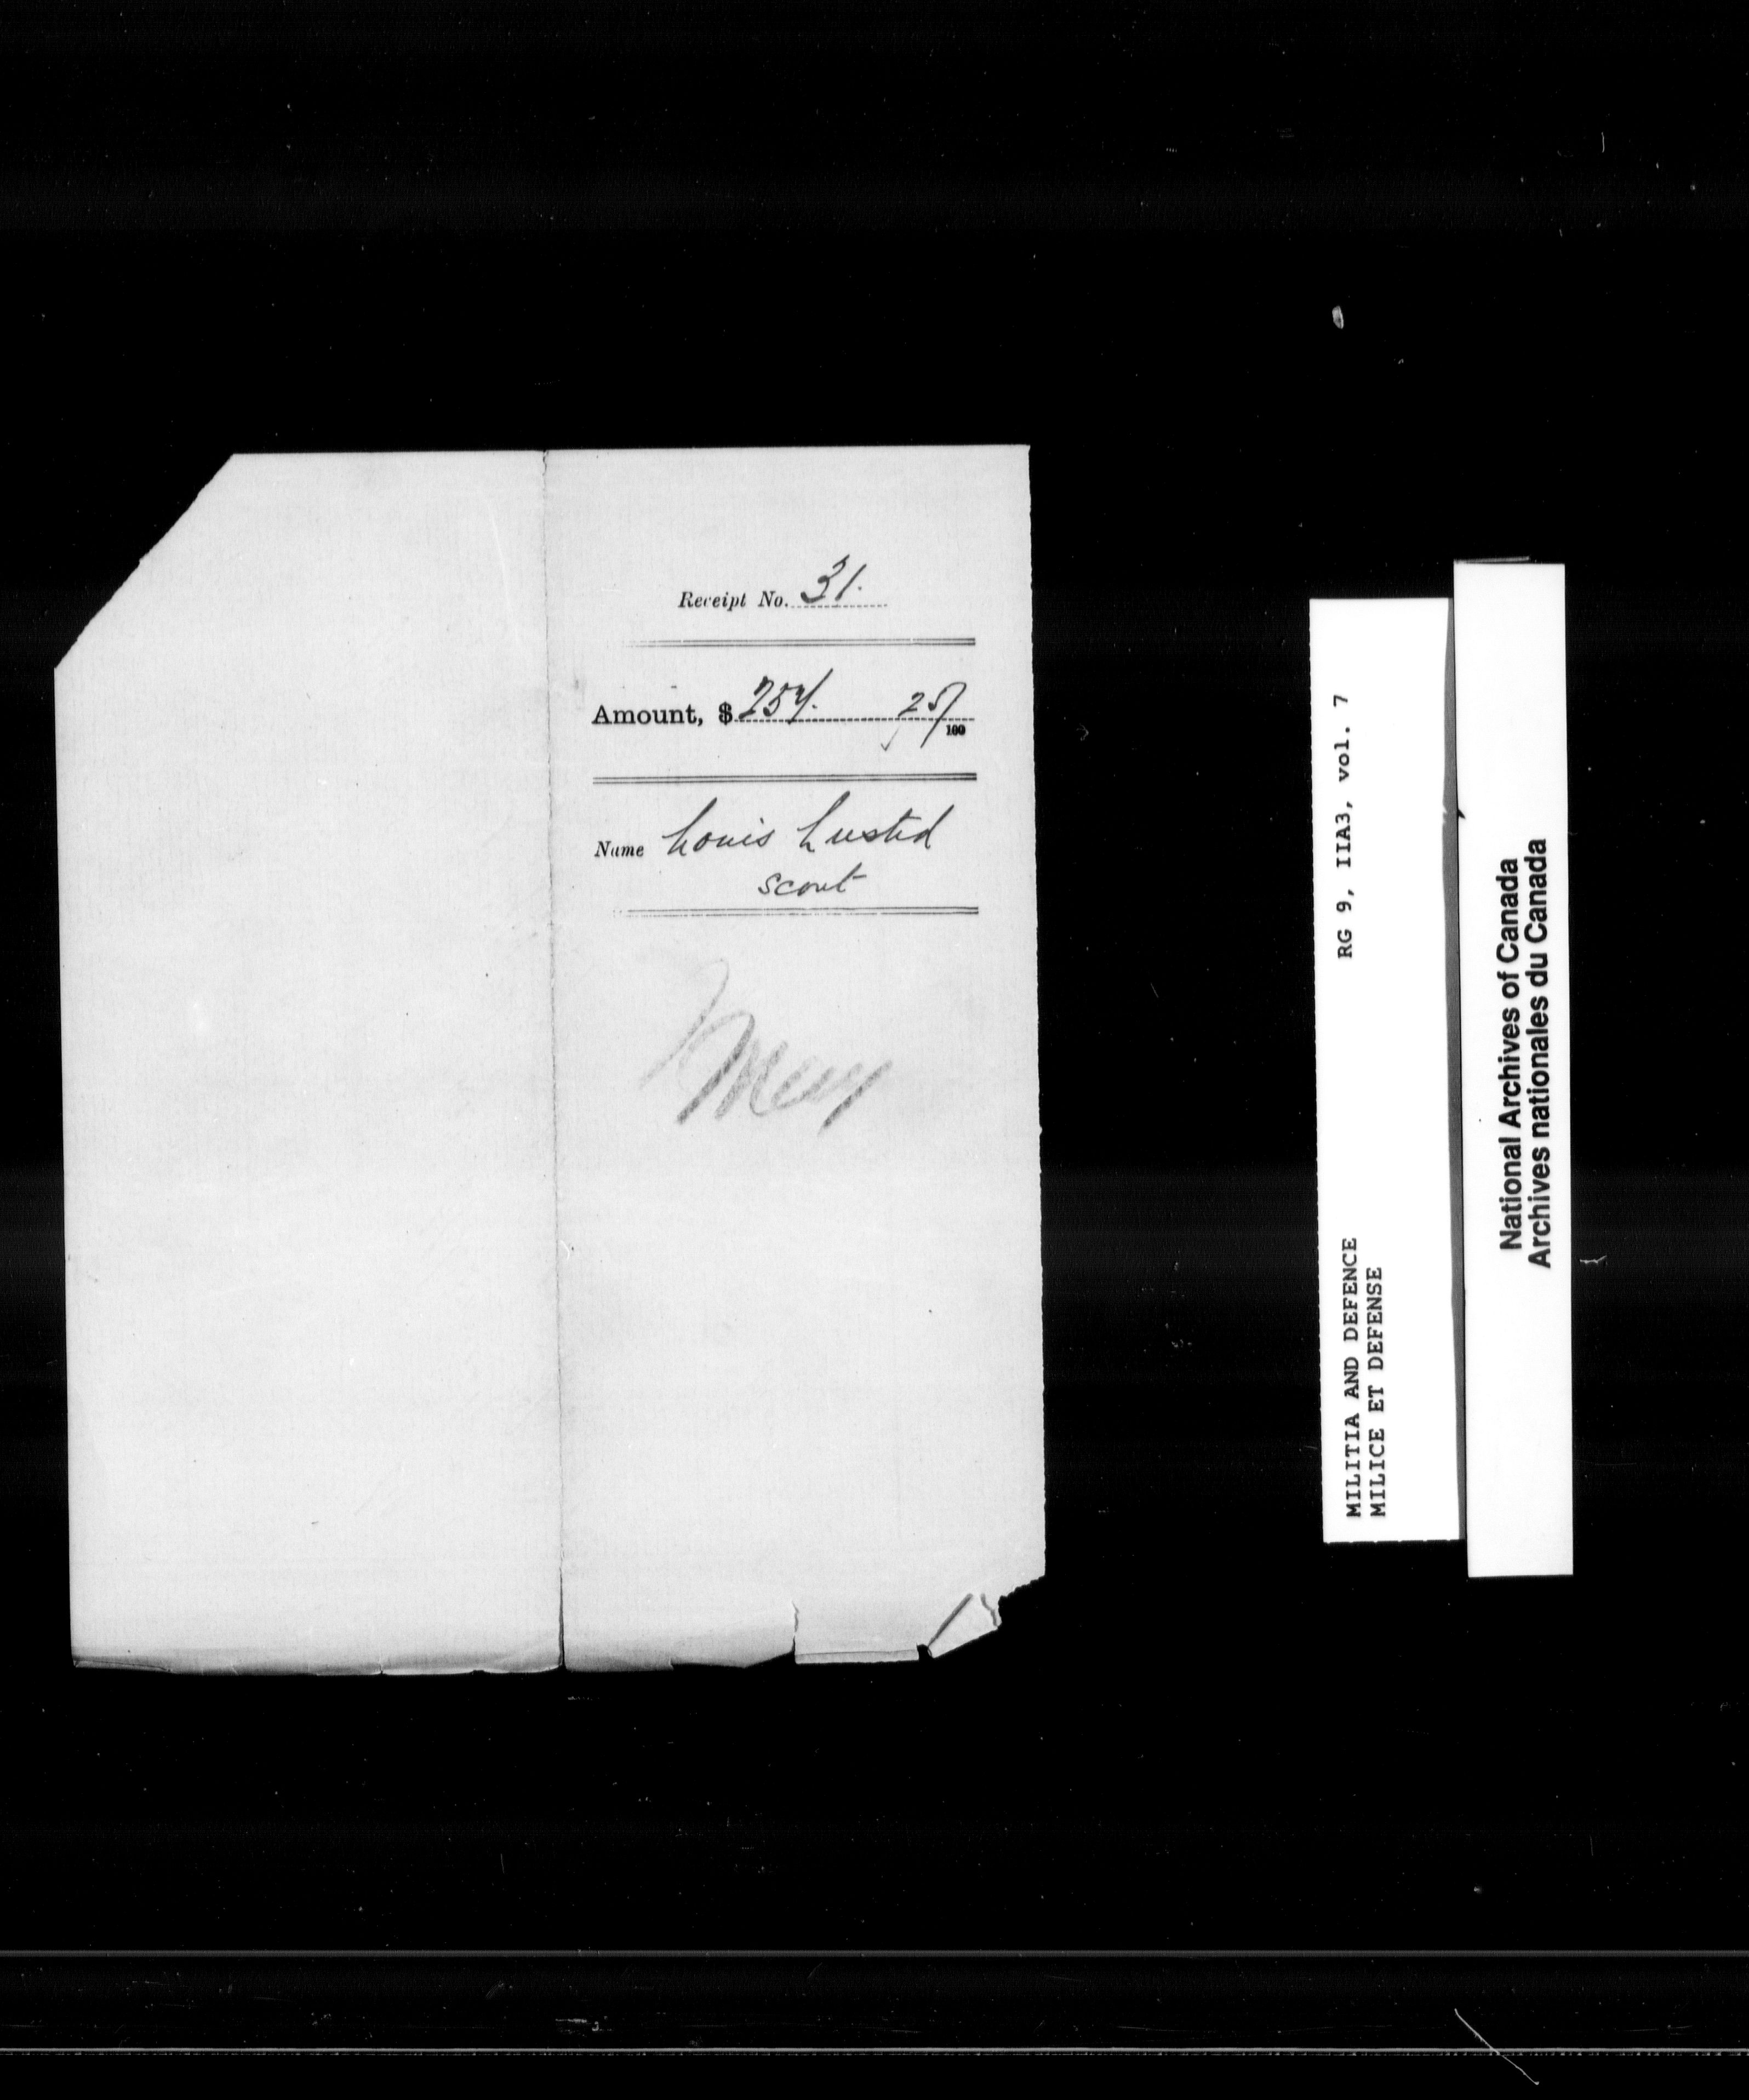 Receipt No. 31.
Amount, $ 254. 25/100
Name Louis Lusted
scout
RG 9, IIA3, vol. 7
MILITIA AND DEFENCE
MILICE ET DEFENSE
National Archives of Canada
Archives nationales du Canada